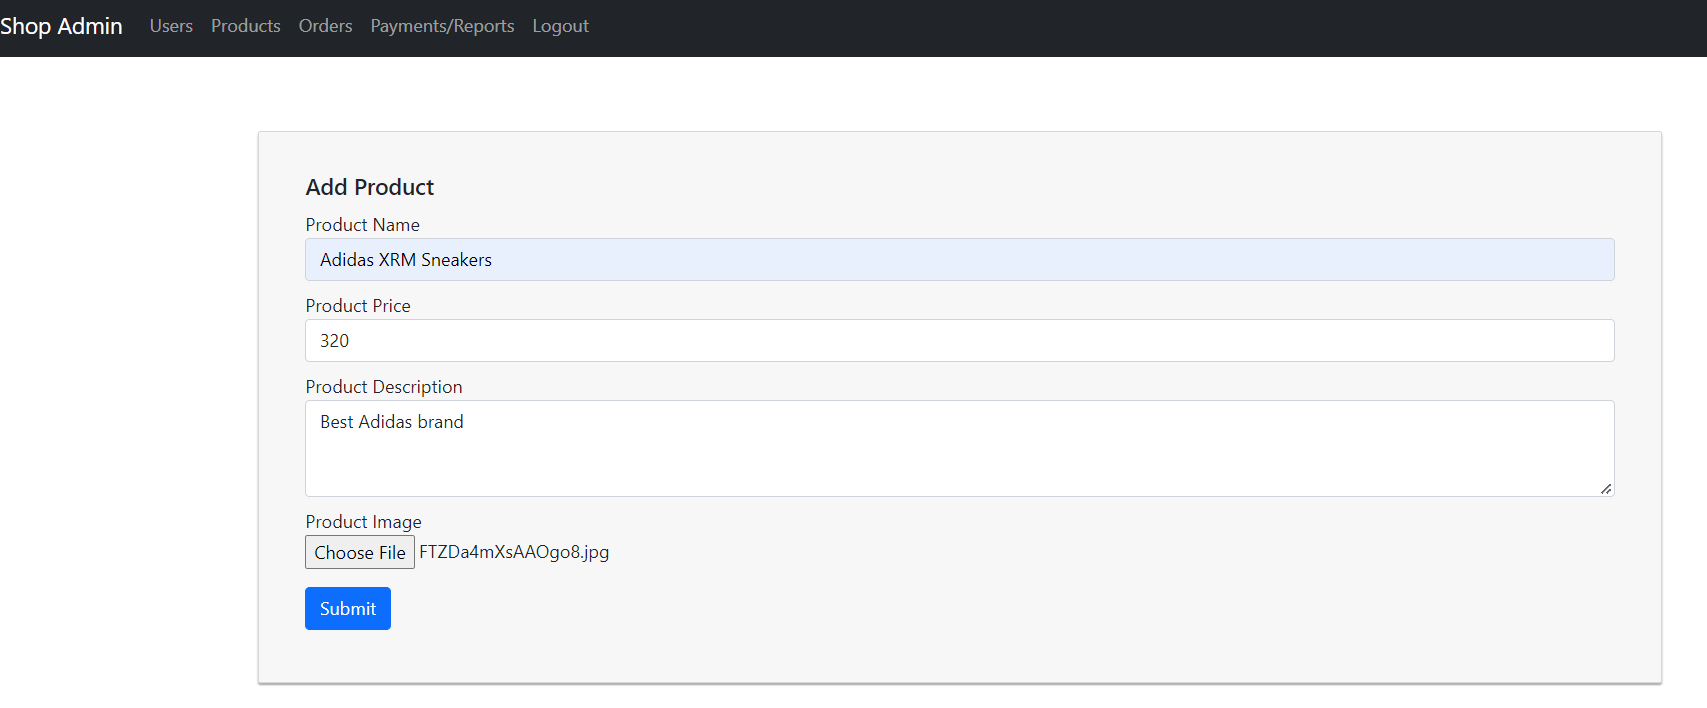 Shop Admin Users Products Orders Payments/Reports Logout
Add Product
Product Name
Adidas XRM Sneakers
Product Price
320
Product Description
Best Adidas brand
Product Image
Choose File FTZDa4mXsAAOgo8.jpg
Submit